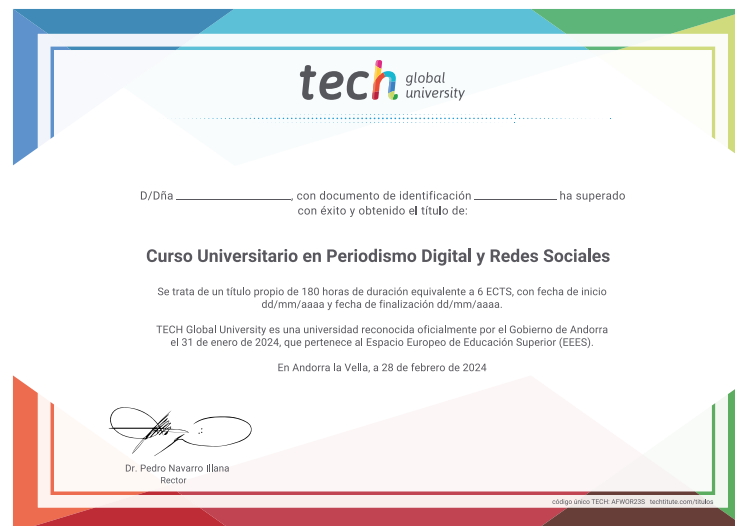 tech global university
D/Dña ____________, con documento de identificación ____________ ha superado
con éxito y obtenido el título de:
Curso Universitario en Periodismo Digital y Redes Sociales
Se trata de un título propio de 180 horas de duración equivalente a 6 ECTS, con fecha de inicio
dd/mm/aaaa y fecha de finalización dd/mm/aaaa.
TECH Global University es una universidad reconocida oficialmente por el Gobierno de Andorra
el 31 de enero de 2024, que pertenece al Espacio Europeo de Educación Superior (EEES).
En Andorra la Vella, a 28 de febrero de 2024
Dr. Pedro Navarro Illana
Rector
código único TECH: AFWOR23S techtitute.com/titulos